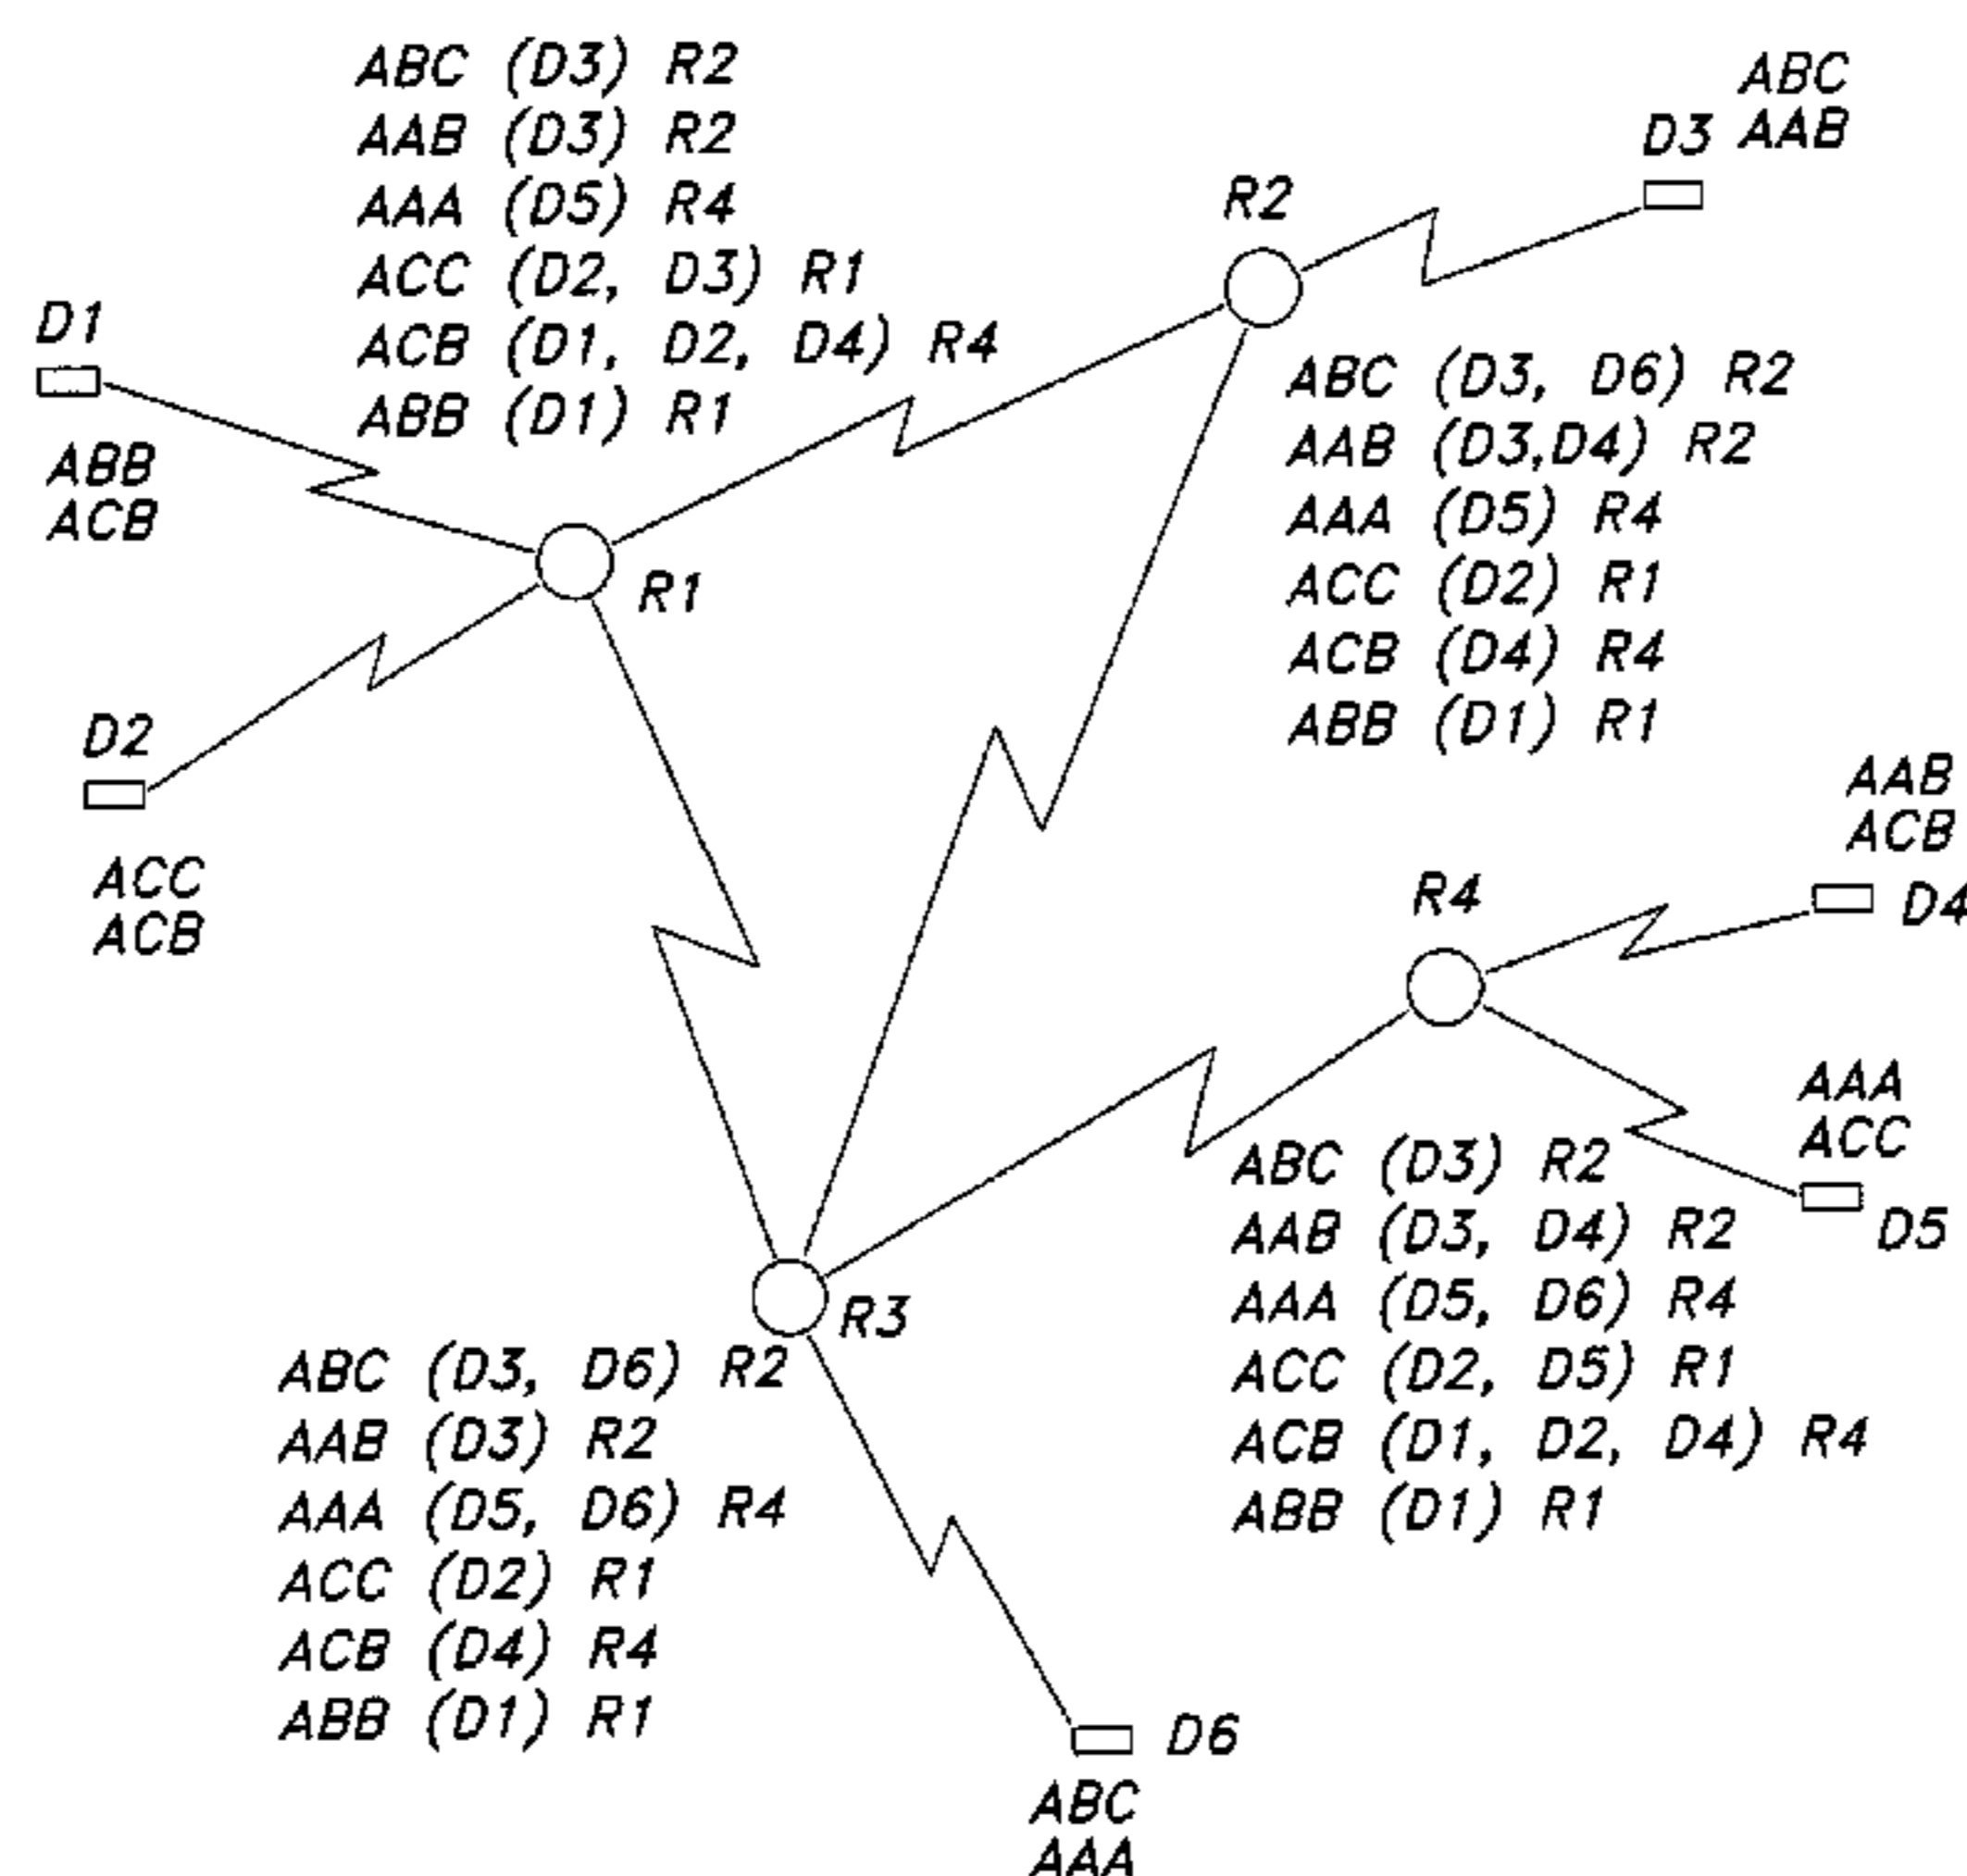 ABC (D3) R2
AAB (D3) R2
AAA (D5) R4
ACC (D2, D3) R1
ACB (D1, D2, D4) R4
ABB (D1) R1
ABC
D3 AAB
R2
D1
ABB
ACB
R1
ABC (D3, D6) R2
AAB (D3,D4) R2
AAA (D5) R4
ACC (D2) R1
ACB (D4) R4
ABB (D1) R1
D2
ACC
ACB
AAB
ACB
R4
D4
AAA
ACC
D5
ABC (D3) R2
AAB (D3, D4) R2
AAA (D5, D6) R4
ACC (D2, D5) R1
ACB (D1, D2, D4) R4
ABB (D1) R1
R3
ABC (D3, D6) R2
AAB (D3) R2
AAA (D5, D6) R4
ACC (D2) R1
ACB (D4) R4
ABB (D1) R1
D6
ABC
AAA